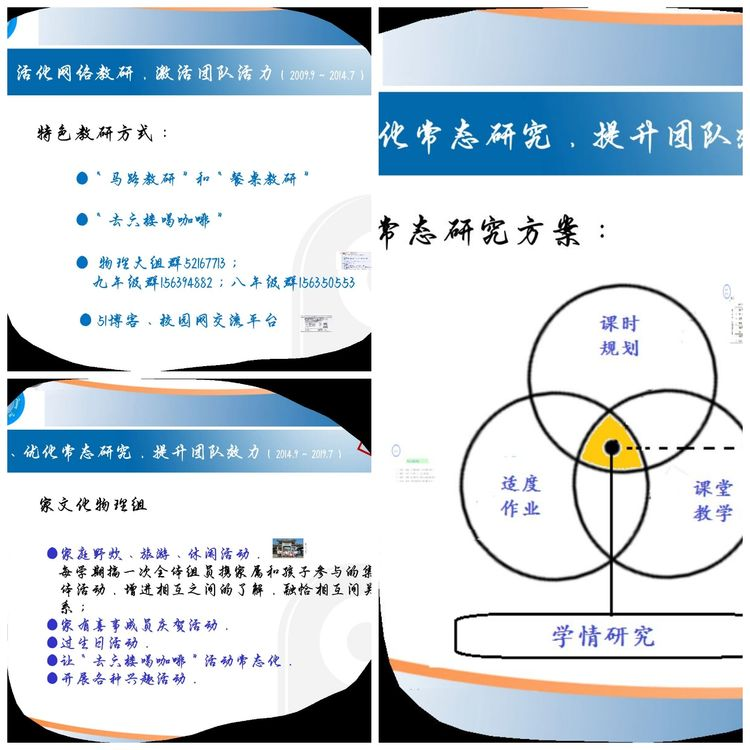 活化网络教研﹒激活团队活力﹝2009.9 – 2014.7﹞
特色教研方式：
●“马路教研”和“餐桌教研”
●“去六楼喝咖啡”
● 物理大组群52167713；
九年级群156394882；八年级群156350553
● 51博客、校园网交流平台
、优化常态研究﹒提升团队效力﹝2014.9 – 2019.7﹞
家文化物理组
●家庭野炊、旅游、休闲活动﹒
每学期搞一次全体组员携家属和孩子参与的集
体活动﹐增进相互之间的了解﹐融恰相互间关
系；
●家有喜事成员庆贺活动﹒
●过生日活动﹒
●让“去六楼喝咖啡”活动常态化﹒
●开展各种兴趣活动﹒
化常态研究﹒提升团队
常态研究方案：
课时
规划
适度
作业
课堂
教学
学情研究